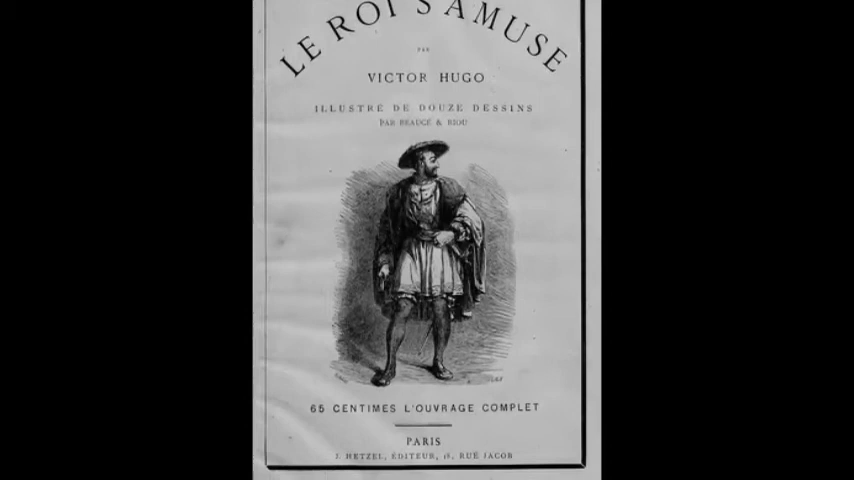 LE ROI S'AMUSE
PAR
VICTOR HUGO
ILLUSTRÉ DE DOUZE DESSINS
PAR BEAUCÉ & RIOU
65 CENTIMES L'OUVRAGE COMPLET
PARIS
J. HETZEL, ÉDITEUR, 18, RUE JACOB